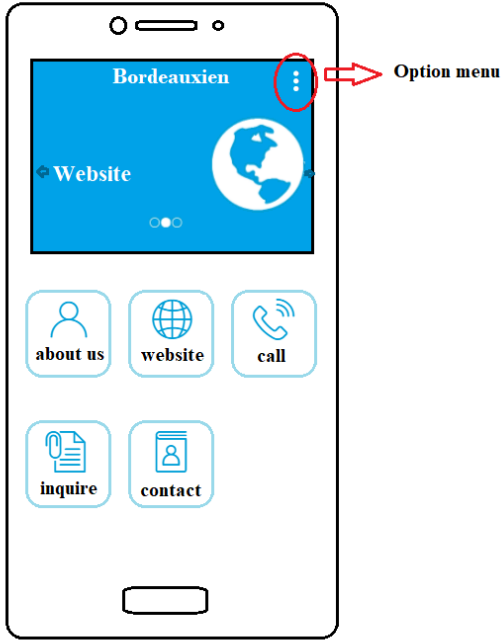 Bordeauxien
Option menu
Website
about us
website
call
inquire
contact